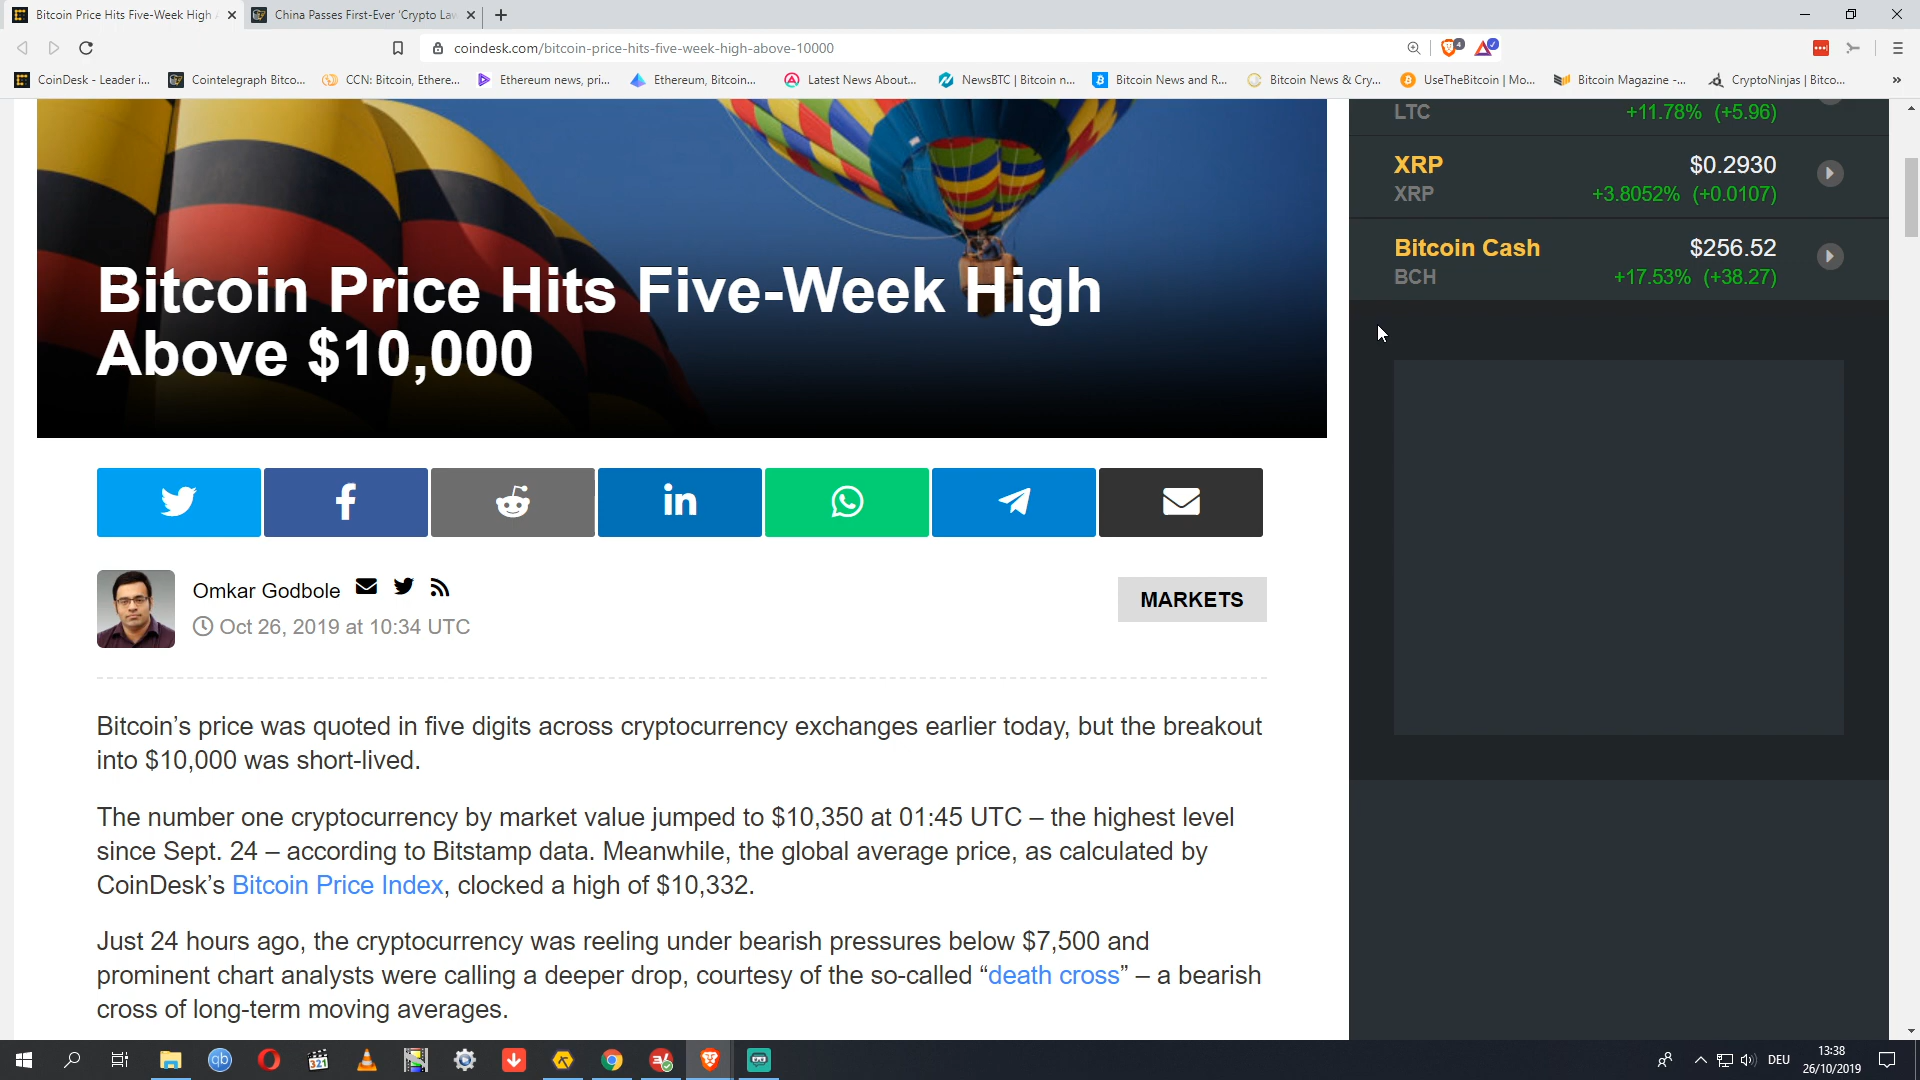 Bitcoin Price Hits Five-Week High
China Passes First-Ever 'Crypto Law
coindesk.com/bitcoin-price-hits-five-week-high-above-10000
4
CoinDesk - Leader i...
Cointelegraph Bitco...
CCN: Bitcoin, Ethere...
Ethereum news, pri...
Ethereum, Bitcoin...
Latest News About...
NewsBTC | Bitcoin n...
Bitcoin News and R...
Bitcoin News & Cry...
UseTheBitcoin | Mo...
Bitcoin Magazine -...
CryptoNinjas | Bitco...
»
LTC +11.78% (+5.96)
XRP $0.2930
XRP +3.8052% (+0.0107)
Bitcoin Cash $256.52
BCH +17.53% (+38.27)
Bitcoin Price Hits Five-Week High
Above $10,000
Omkar Godbole
Oct 26, 2019 at 10:34 UTC
MARKETS
Bitcoin’s price was quoted in five digits across cryptocurrency exchanges earlier today, but the breakout
into $10,000 was short-lived.
The number one cryptocurrency by market value jumped to $10,350 at 01:45 UTC – the highest level
since Sept. 24 – according to Bitstamp data. Meanwhile, the global average price, as calculated by
CoinDesk’s Bitcoin Price Index, clocked a high of $10,332.
Just 24 hours ago, the cryptocurrency was reeling under bearish pressures below $7,500 and
prominent chart analysts were calling a deeper drop, courtesy of the so-called “death cross” – a bearish
cross of long-term moving averages.
qb
321
DEU
13:38
26/10/2019